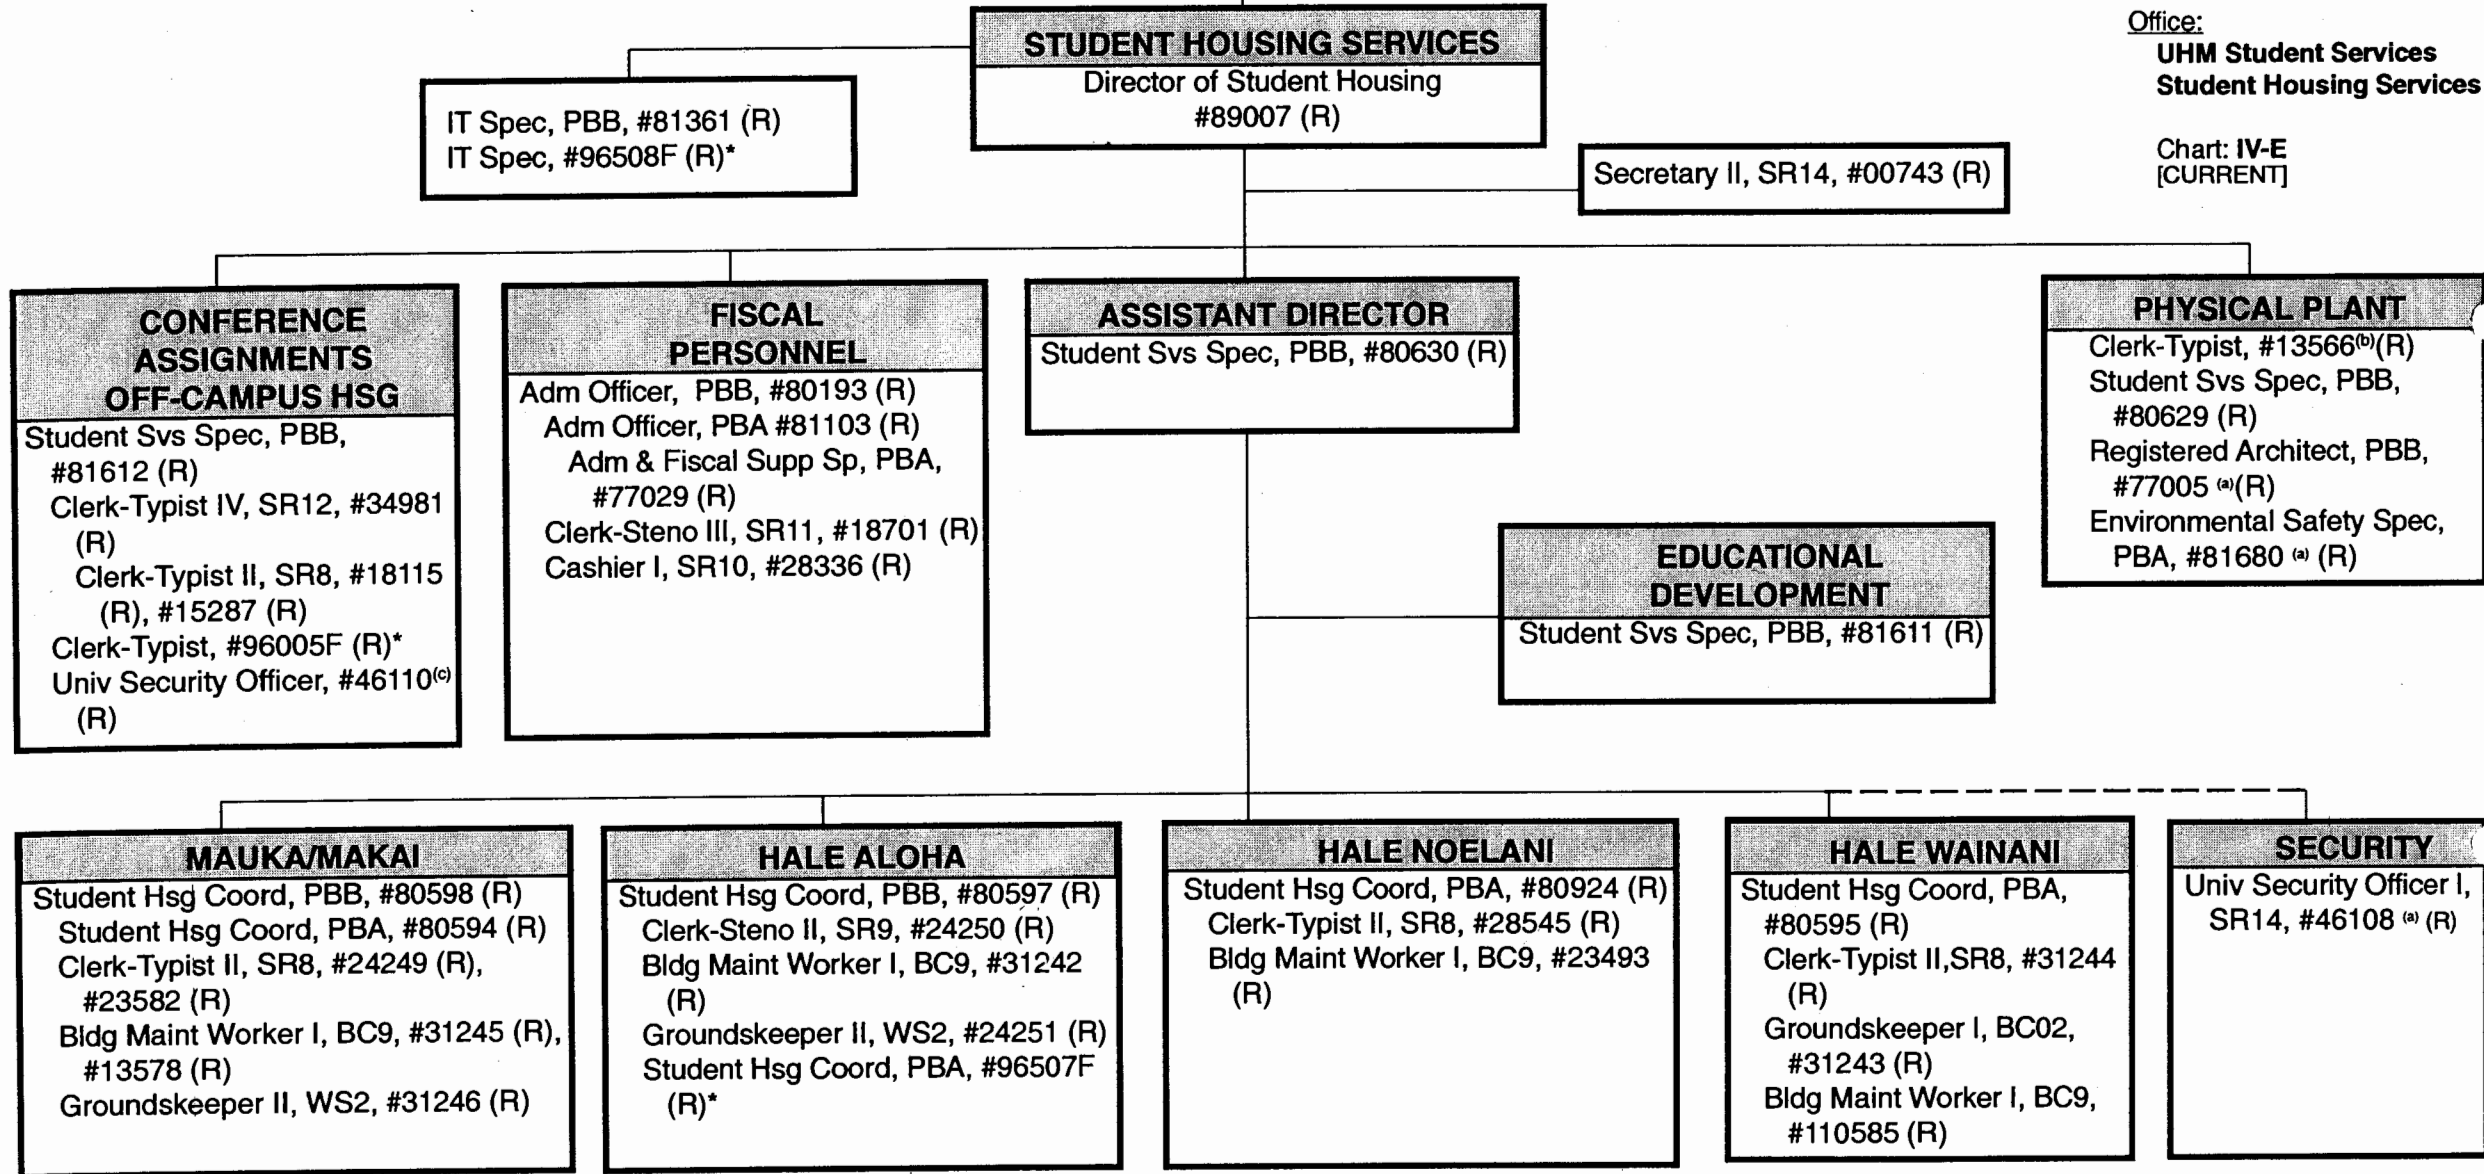 STUDENT HOUSING SERVICES
Director of Student Housing
#89007 (R)
Office:
UHM Student Services
Student Housing Services
Chart: IV-E
[CURRENT]
IT Spec, PBB, #81361 (R)
IT Spec, #96508F (R)*
Secretary II, SR14, #00743 (R)
CONFERENCE
ASSIGNMENTS
OFF-CAMPUS HSG
Student Svs Spec, PBB,
#81612 (R)
Clerk-Typist IV, SR12, #34981
(R)
Clerk-Typist II, SR8, #18115
(R), #15287 (R)
Clerk-Typist, #96005F (R)*
Univ Security Officer, #46110(c)
(R)
FISCAL
PERSONNEL
Adm Officer, PBB, #80193 (R)
Adm Officer, PBA #81103 (R)
Adm & Fiscal Supp Sp, PBA,
#77029 (R)
Clerk-Steno III, SR11, #18701 (R)
Cashier I, SR10, #28336 (R)
ASSISTANT DIRECTOR
Student Svs Spec, PBB, #80630 (R)
PHYSICAL PLANT
Clerk-Typist, #13566(b)(R)
Student Svs Spec, PBB,
#80629 (R)
Registered Architect, PBB,
#77005 (a)(R)
Environmental Safety Spec,
PBA, #81680 (a) (R)
EDUCATIONAL
DEVELOPMENT
Student Svs Spec, PBB, #81611 (R)
MAUKA/MAKAI
Student Hsg Coord, PBB, #80598 (R)
Student Hsg Coord, PBA, #80594 (R)
Clerk-Typist II, SR8, #24249 (R),
#23582 (R)
Bldg Maint Worker I, BC9, #31245 (R),
#13578 (R)
Groundskeeper II, WS2, #31246 (R)
HALE ALOHA
Student Hsg Coord, PBB, #80597 (R)
Clerk-Steno II, SR9, #24250 (R)
Bldg Maint Worker I, BC9, #31242
(R)
Groundskeeper II, WS2, #24251 (R)
Student Hsg Coord, PBA, #96507F
(R)*
HALE NOELANI
Student Hsg Coord, PBA, #80924 (R)
Clerk-Typist II, SR8, #28545 (R)
Bldg Maint Worker I, BC9, #23493
(R)
HALE WAINANI
Student Hsg Coord, PBA,
#80595 (R)
Clerk-Typist II,SR8, #31244
(R)
Groundskeeper I, BC02,
#31243 (R)
Bldg Maint Worker I, BC9,
#110585 (R)
SECURITY
Univ Security Officer I,
SR14, #46108 (a) (R)